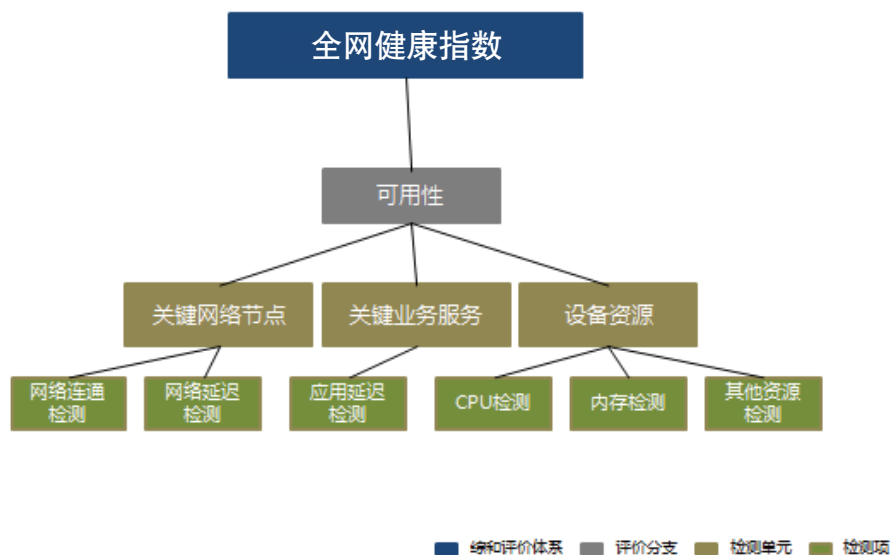 全网健康指数
可用性
关键网络节点
关键业务服务
设备资源
网络连通
检测
网络延迟
检测
应用延迟
检测
CPU检测
内存检测
其他资源
检测
综和评价体系
评价分支
检测单元
检测项